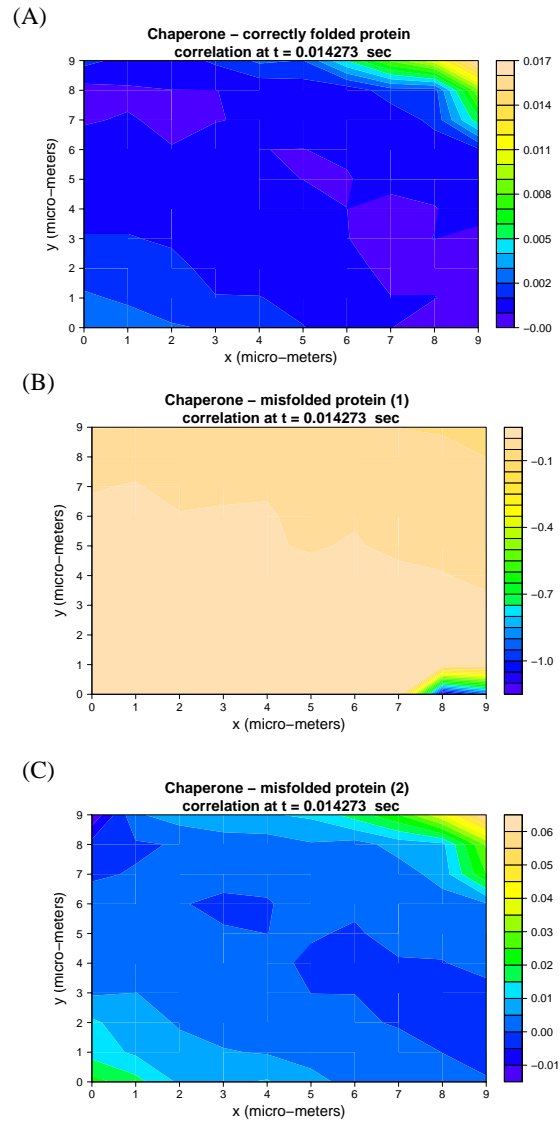 (A)
Chaperone − correctly folded protein
correlation at t = 0.014273 sec
9
8
7
6
5
4
3
2
1
0
y (micro−meters)
0 1 2 3 4 5 6 7 8 9
x (micro−meters)
0.017
0.014
0.011
0.008
0.005
0.002
−0.00
(B)
Chaperone − misfolded protein (1)
correlation at t = 0.014273 sec
9
8
7
6
5
4
3
2
1
0
y (micro−meters)
0 1 2 3 4 5 6 7 8 9
x (micro−meters)
−0.1
−0.4
−0.7
−1.0
(C)
Chaperone − misfolded protein (2)
correlation at t = 0.014273 sec
9
8
7
6
5
4
3
2
1
0
y (micro−meters)
0 1 2 3 4 5 6 7 8 9
x (micro−meters)
0.06
0.05
0.04
0.03
0.02
0.01
0.00
−0.01